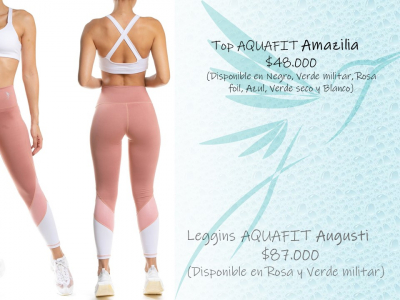 Top AQUAFIT Amazilia
$48.000
(Disponible en Negro, Verde militar, Rosa
foil, Azul, Verde seco y Blanco)
Leggins AQUAFIT Augusti
$87.000
(Disponible en Rosa y Verde militar)